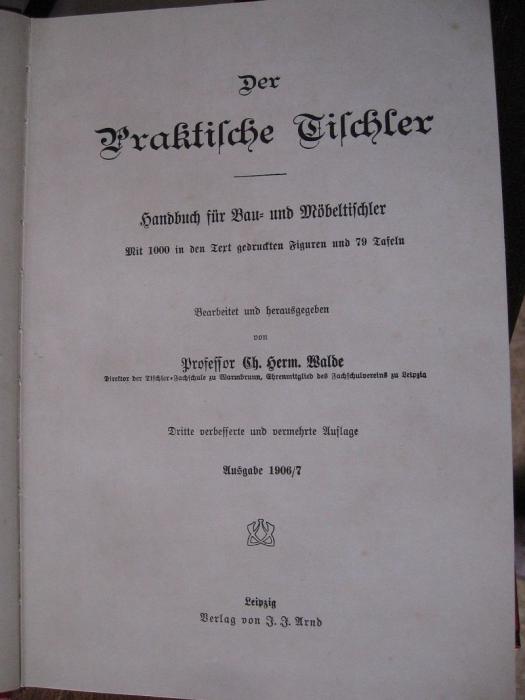 Der
Praktische Tischler
Handbuch für Bau- und Möbeltischler
Mit 1000 in den Text gedruckten Figuren und 79 Tafeln
Bearbeitet und herausgegeben
von
Professor Ch. Herm. Walde
Direktor der Tischler-Fachschule zu Warmbrunn, Ehrenmitglied des Fachschulvereins zu Leipzig
Dritte verbesserte und vermehrte Auflage
Ausgabe 1906/7
Leipzig
Verlag von J. J. Arnd